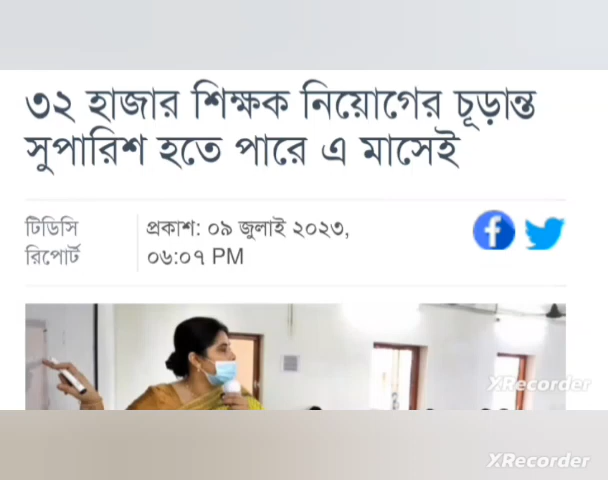 ৩২ হাজার শিক্ষক নিয়োগের চূড়ান্ত
সুপারিশ হতে পারে এ মাসেই
টিডিসি
রিপোর্ট
প্রকাশ: ০৯ জুলাই ২০২৩,
০৬:০৭ PM
XRecorder
XRecorder